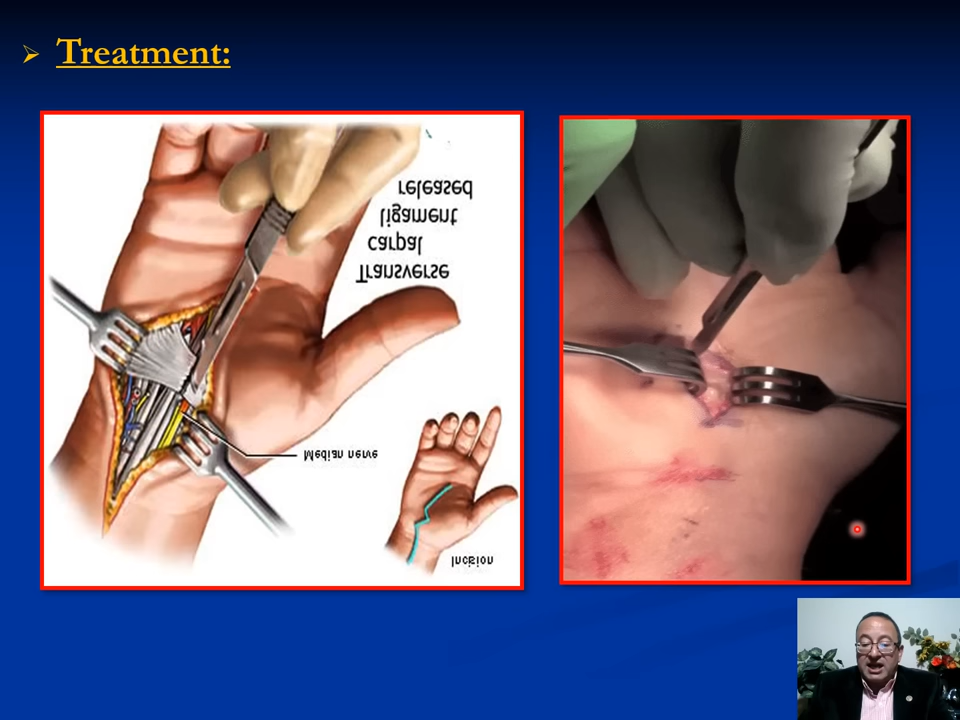 Treatment:
Transverse
carpal
ligament
released
Median nerve
Incision